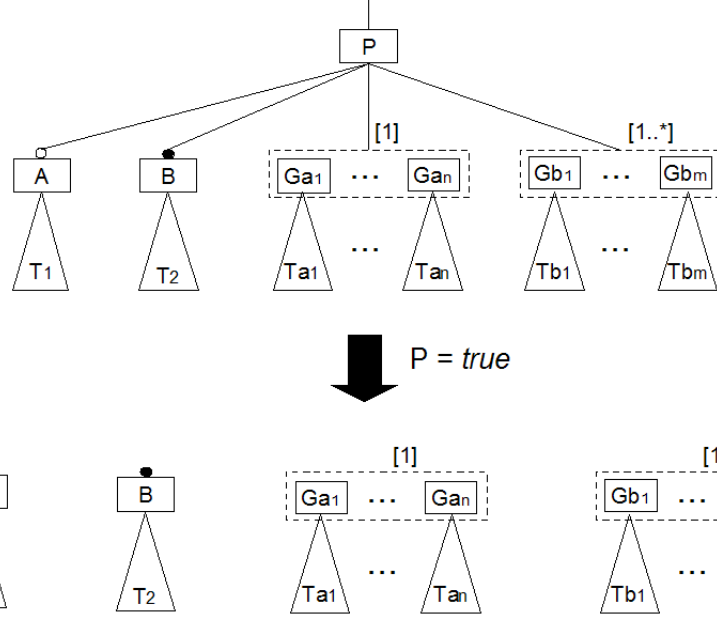 P
[1] [1..*]
A B Ga1 ... Gan Gb1 ... Gbm
T1 T2 Ta1 ... Tan Tb1 ... Tbm
P = true
[1] [1
B Ga1 ... Gan Gb1 ...
T2 Ta1 ... Tan Tb1 ...